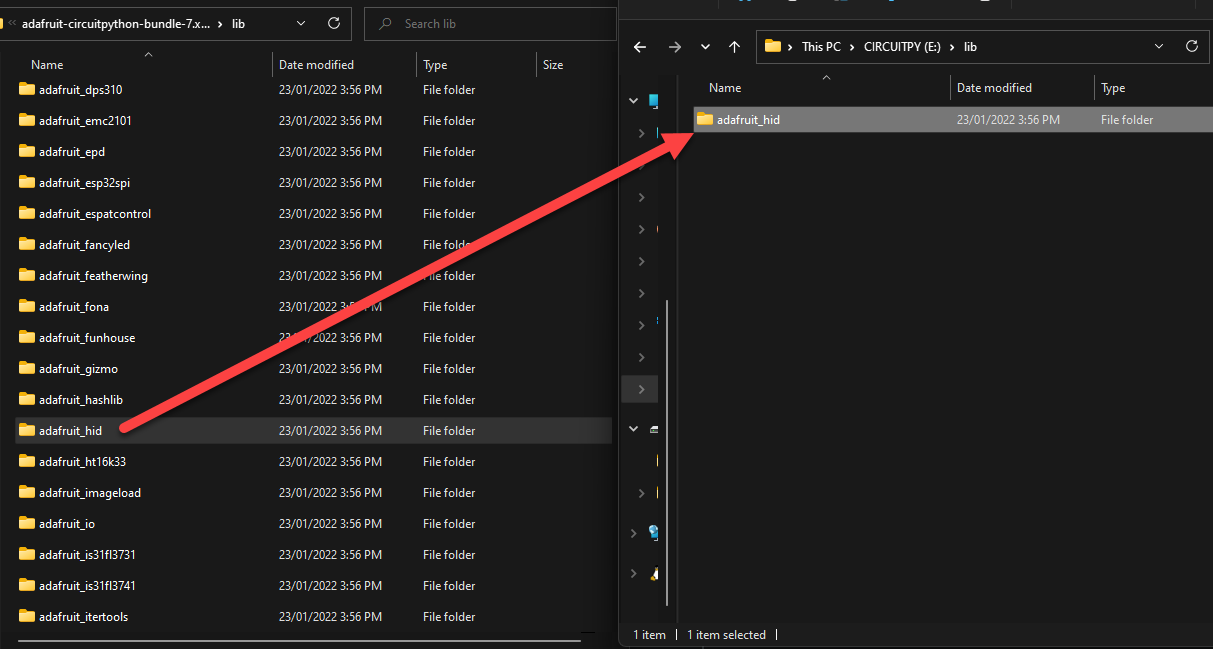 adafruit-circuitpython-bundle-7.x... > lib
Search lib
Name Date modified Type Size
adafruit_dps310 23/01/2022 3:56 PM File folder
adafruit_emc2101 23/01/2022 3:56 PM File folder
adafruit_epd 23/01/2022 3:56 PM File folder
adafruit_esp32spi 23/01/2022 3:56 PM File folder
adafruit_espatcontrol 23/01/2022 3:56 PM File folder
adafruit_fancyled 23/01/2022 3:56 PM File folder
adafruit_featherwing 23/01/2022 3:56 PM File folder
adafruit_fona 23/01/2022 3:56 PM File folder
adafruit_funhouse 23/01/2022 3:56 PM File folder
adafruit_gizmo 23/01/2022 3:56 PM File folder
adafruit_hashlib 23/01/2022 3:56 PM File folder
adafruit_hid 23/01/2022 3:56 PM File folder
adafruit_ht16k33 23/01/2022 3:56 PM File folder
adafruit_imageload 23/01/2022 3:56 PM File folder
adafruit_io 23/01/2022 3:56 PM File folder
adafruit_is31fl3731 23/01/2022 3:56 PM File folder
adafruit_is31fl3741 23/01/2022 3:56 PM File folder
adafruit_itertools 23/01/2022 3:56 PM File folder
This PC > CIRCUITPY (E:) > lib
Name Date modified Type
adafruit_hid 23/01/2022 3:56 PM File folder
1 item 1 item selected